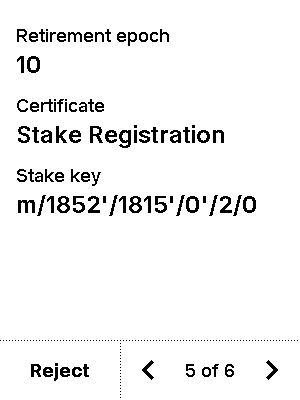 Retirement epoch
10
Certificate
Stake Registration
Stake key
m/1852'/1815'/0'/2/0
Reject
5 of 6